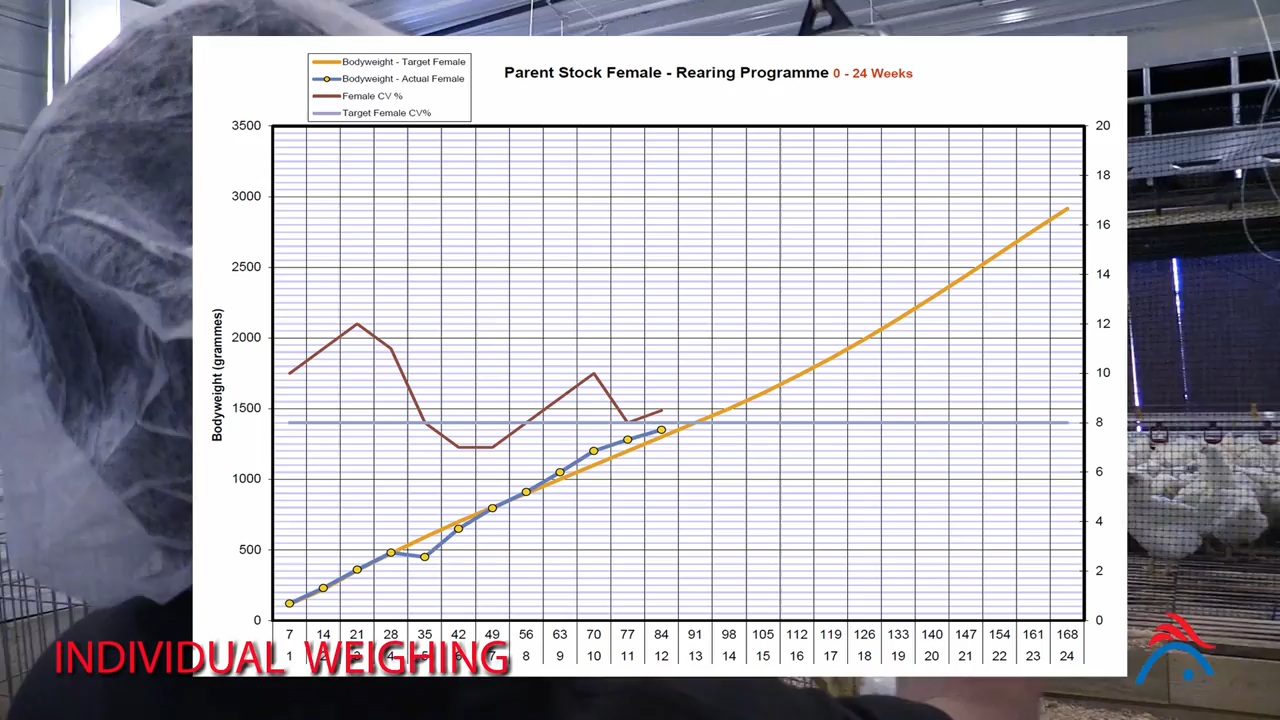 Bodyweight - Target Female
Bodyweight - Actual Female
Female CV %
Target Female CV%
Parent Stock Female - Rearing Programme 0 - 24 Weeks
3500
3000
2500
2000
1500
1000
500
0
Bodyweight (grammes)
20
18
16
14
12
10
8
6
4
2
0
7 14 21 28 35 42 49 56 63 70 77 84 91 98 105 112 119 126 133 140 147 154 161 168
1 8 9 10 11 12 13 14 15 16 17 18 19 20 21 22 23 24
INDIVIDUAL WEIGHING